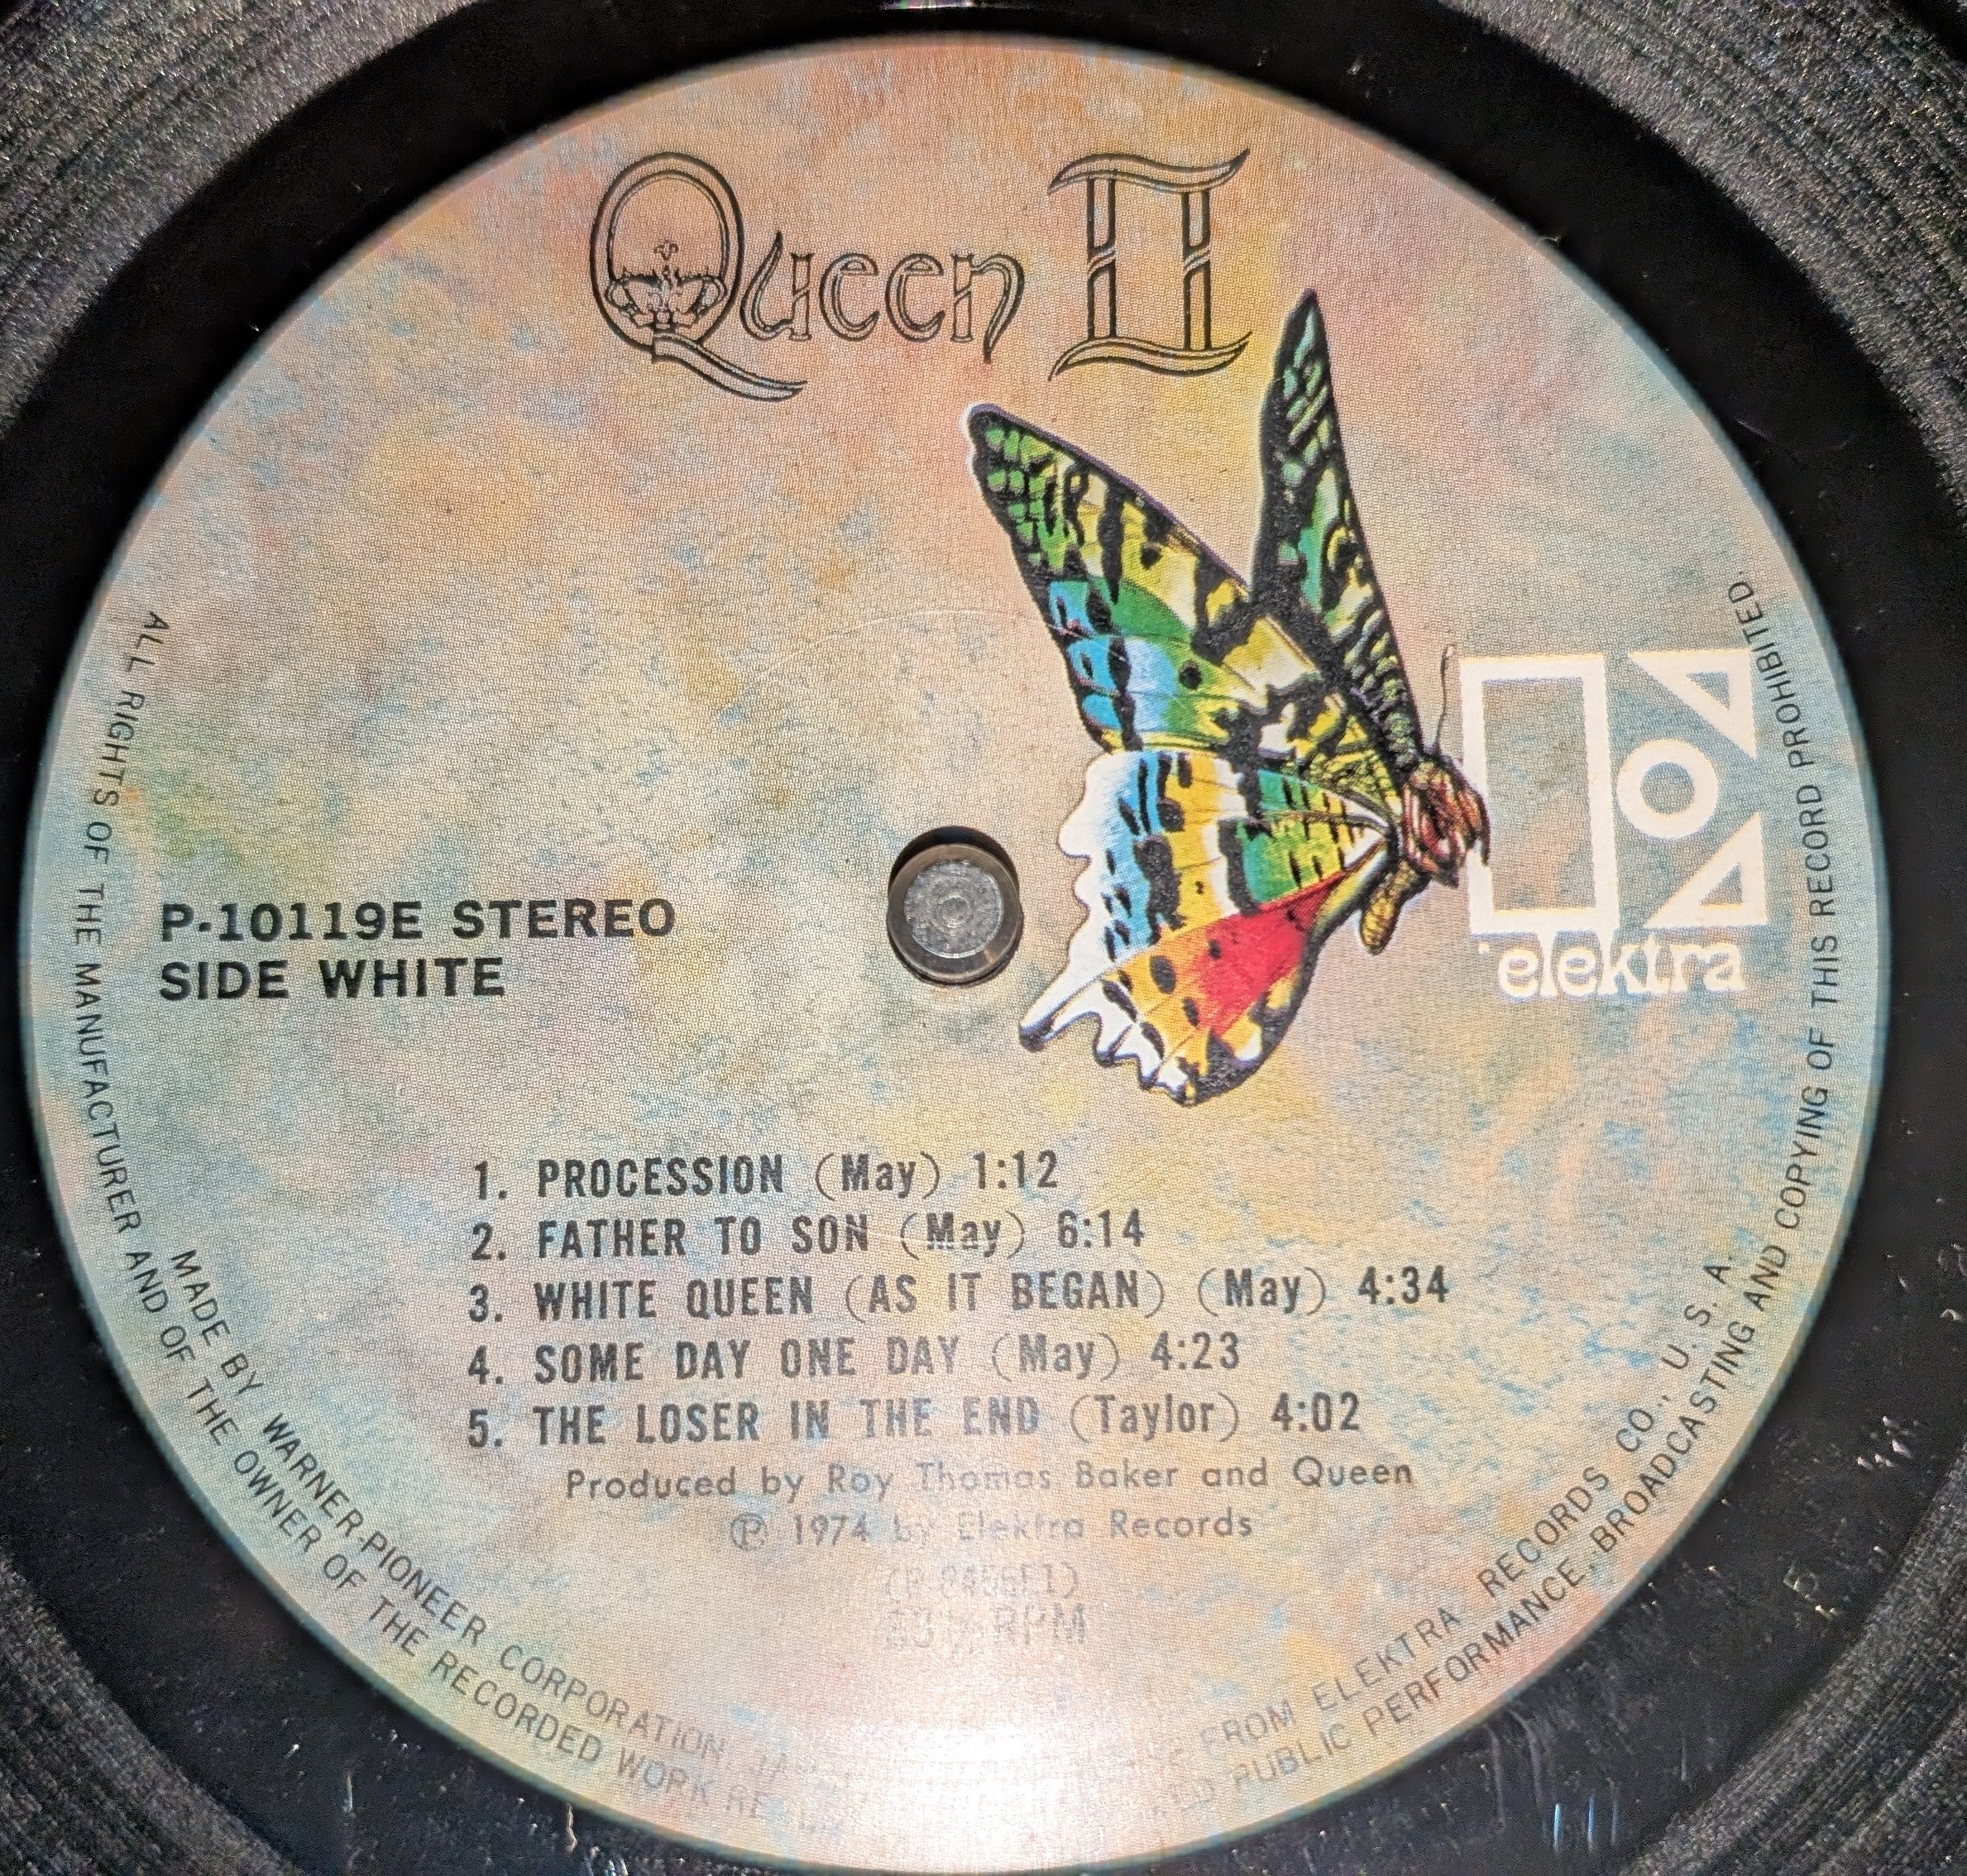 Queen II
elektra
P-10119E STEREO
SIDE WHITE
1. PROCESSION (May) 1:12
2. FATHER TO SON (May) 6:14
3. WHITE QUEEN (AS IT BEGAN) (May) 4:34
4. SOME DAY ONE DAY (May) 4:23
5. THE LOSER IN THE END (Taylor) 4:02
Produced by Roy Thomas Baker and Queen
Ⓟ 1974 by Elektra Records
33⅓ RPM
MADE BY WARNER-PIONEER CORPORATION FROM ELEKTRA RECORDS CO., U. S. A.
ALL RIGHTS OF THE MANUFACTURER AND OF THE OWNER OF THE RECORDED WORK PUBLIC PERFORMANCE, BROADCASTING AND COPYING OF THIS RECORD PROHIBITED.